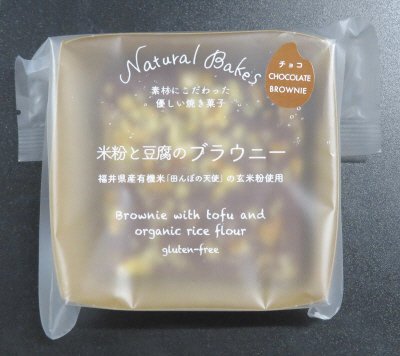 Natural Bakes
チョコ
CHOCOLATE
BROWNIE
素材にこだわった
優しい焼き菓子
米粉と豆腐のブラウニー
福井県産有機米「田んぼの天使」の玄米粉使用
Brownie with tofu and
organic rice flour
gluten-free